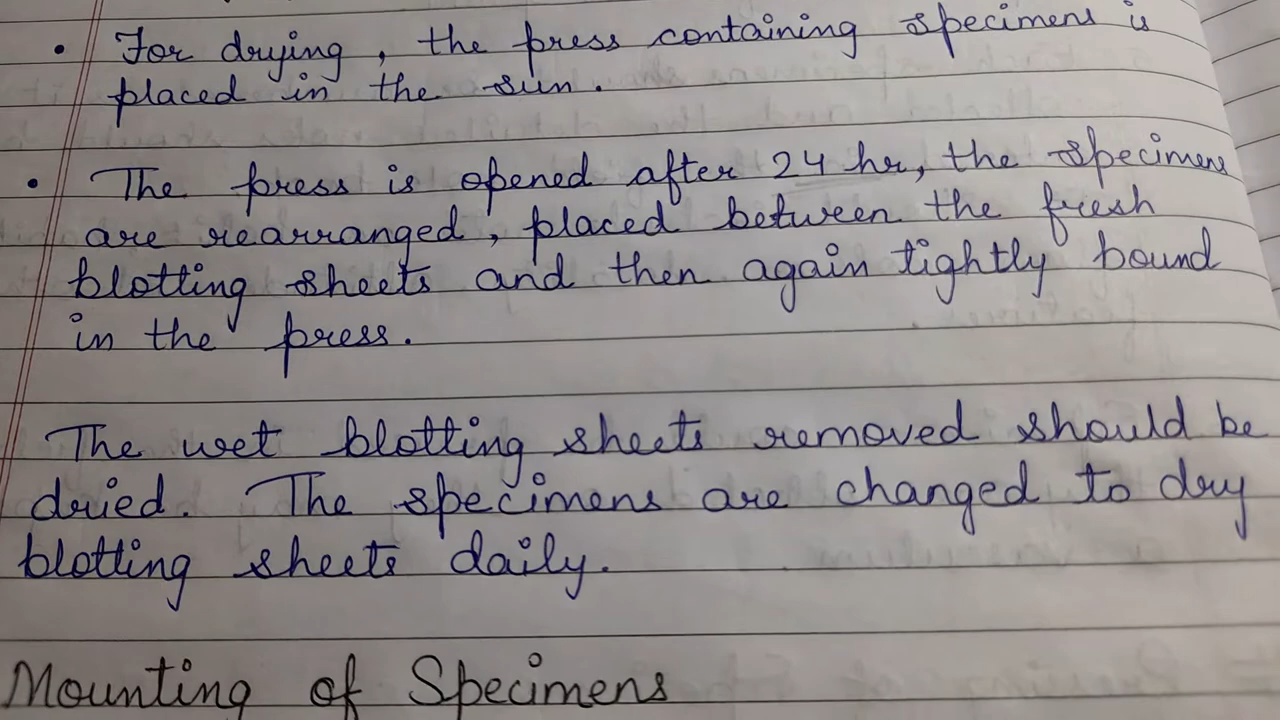 • For drying, the press containing specimens is
placed in the sun.
• The press is opened after 24 hr, the specimens
are rearranged, placed between the fresh
blotting sheets and then again tightly bound
in the press.
The wet blotting sheets removed should be
dried. The specimens are changed to dry
blotting sheets daily.
Mounting of Specimens